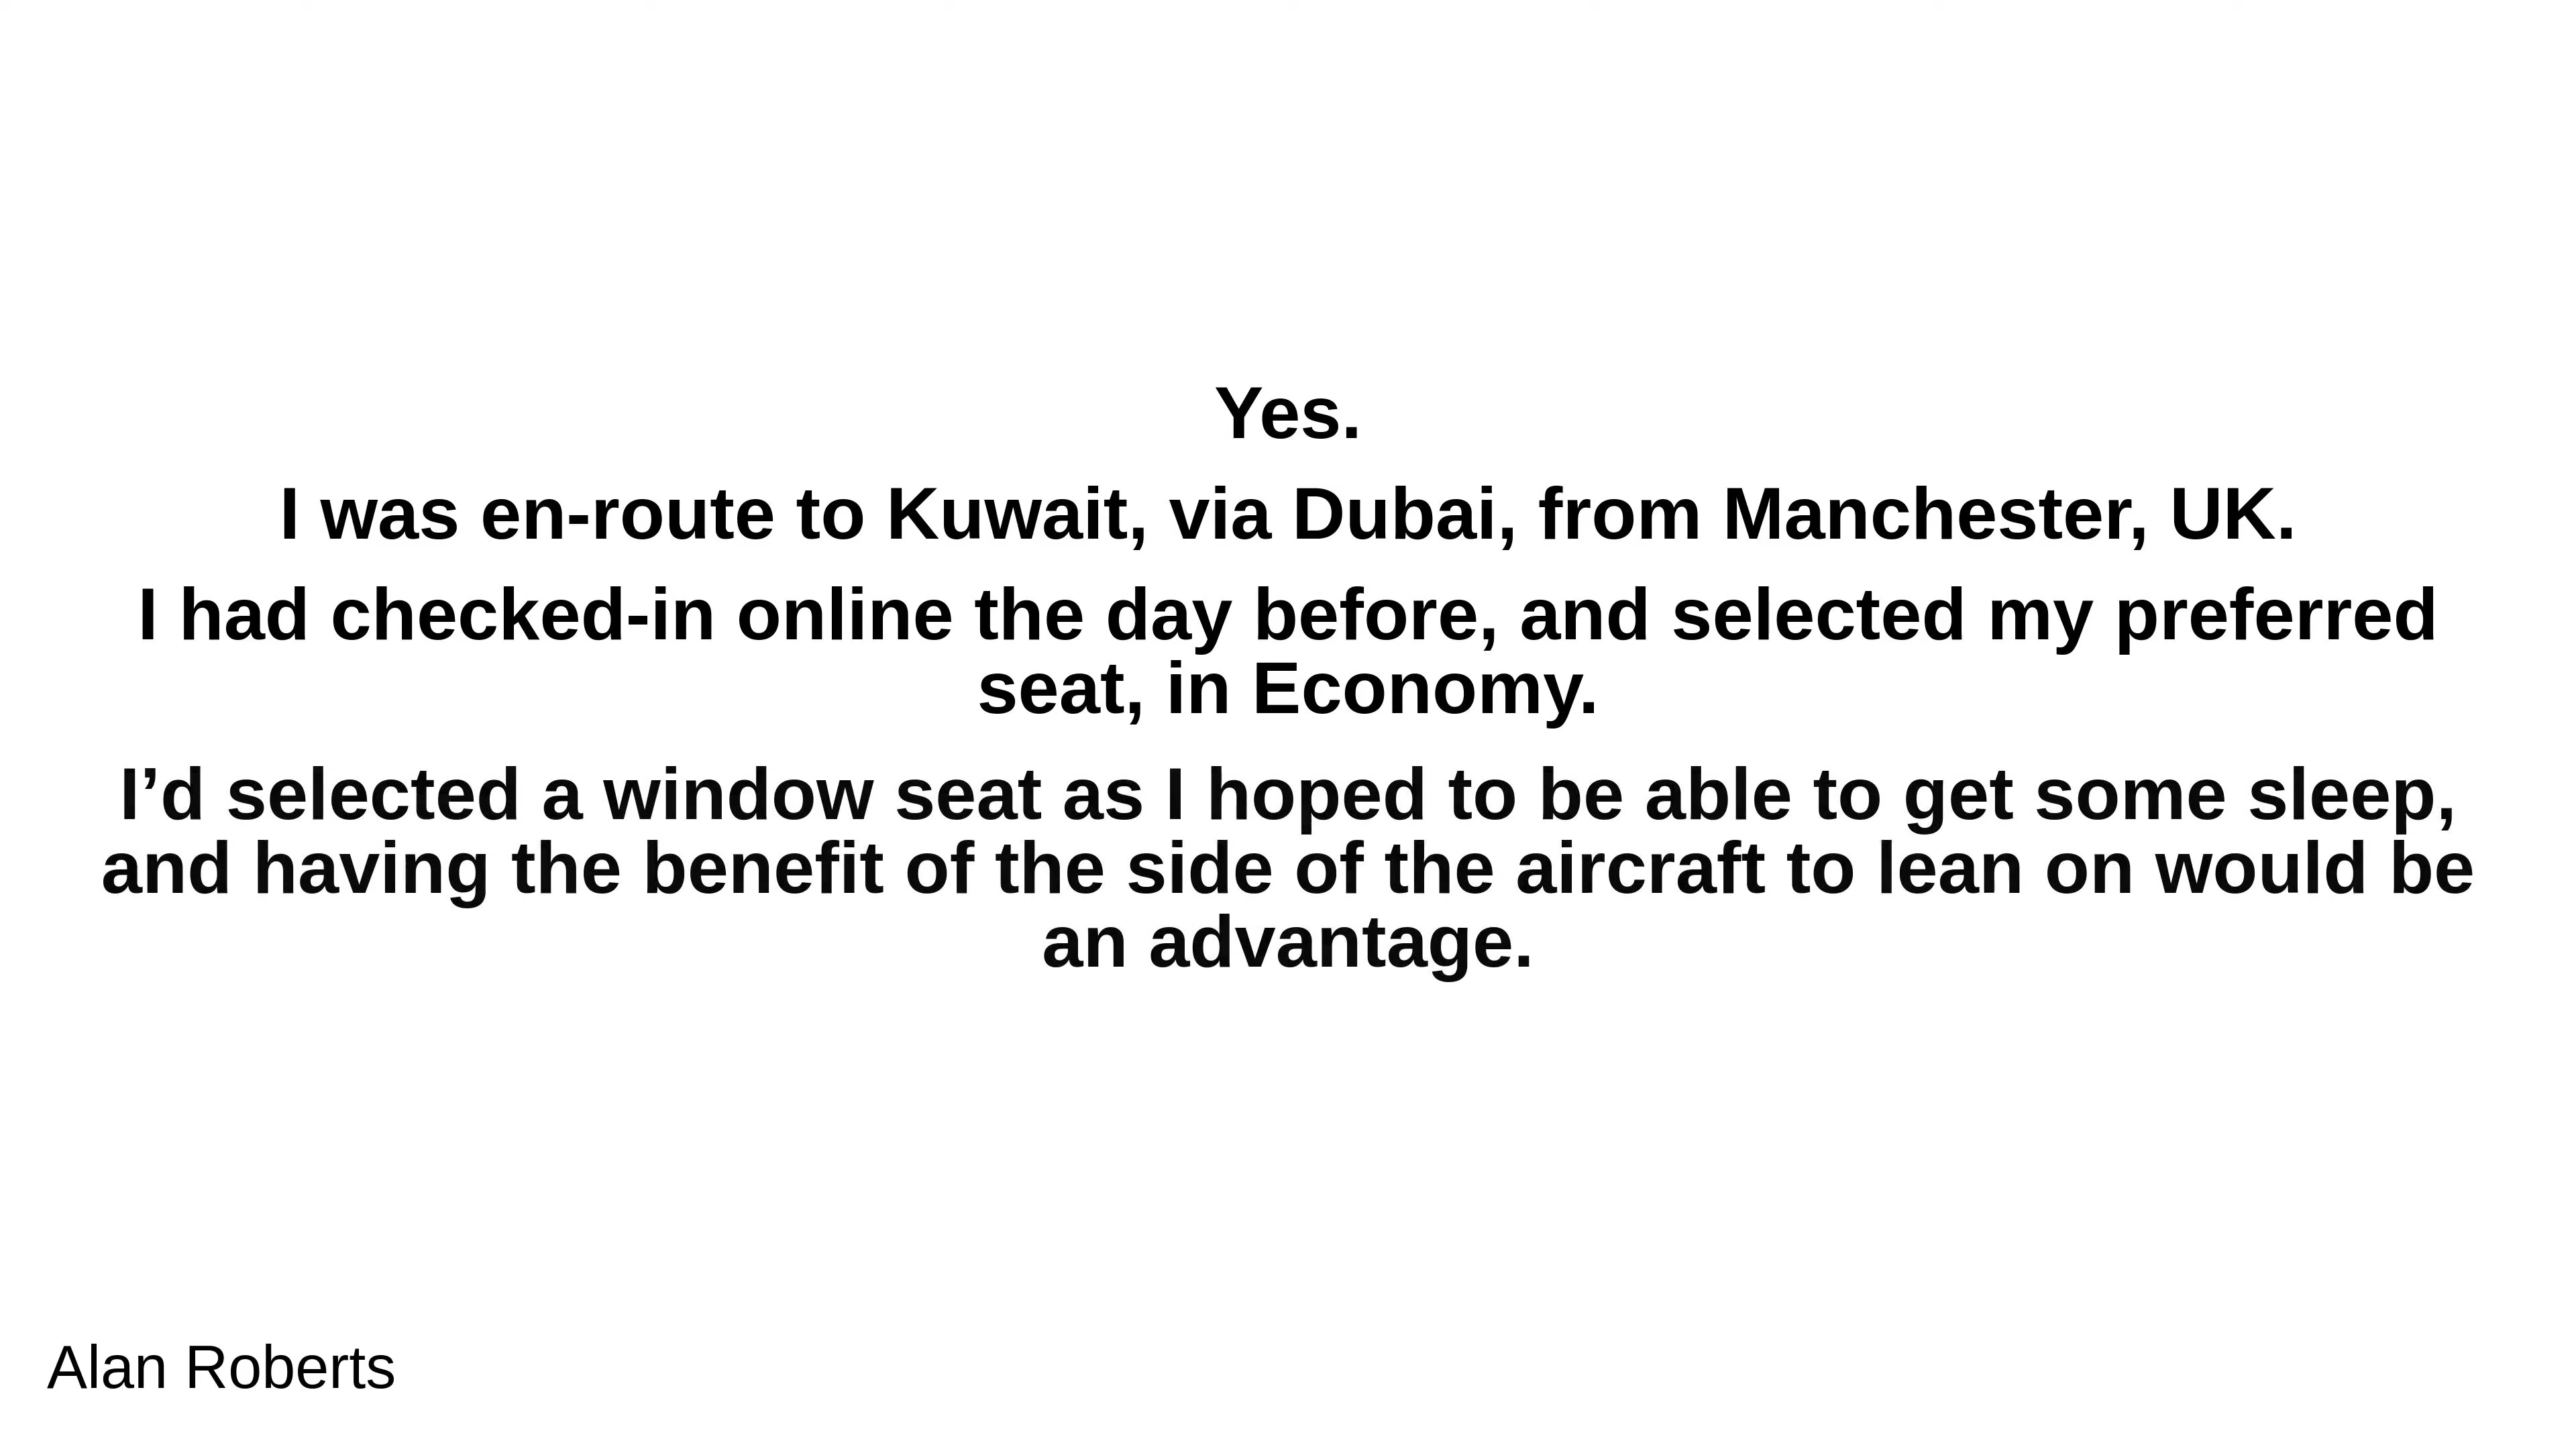 Yes.
I was en-route to Kuwait, via Dubai, from Manchester, UK.
I had checked-in online the day before, and selected my preferred
seat, in Economy.
I’d selected a window seat as I hoped to be able to get some sleep,
and having the benefit of the side of the aircraft to lean on would be
an advantage.
Alan Roberts